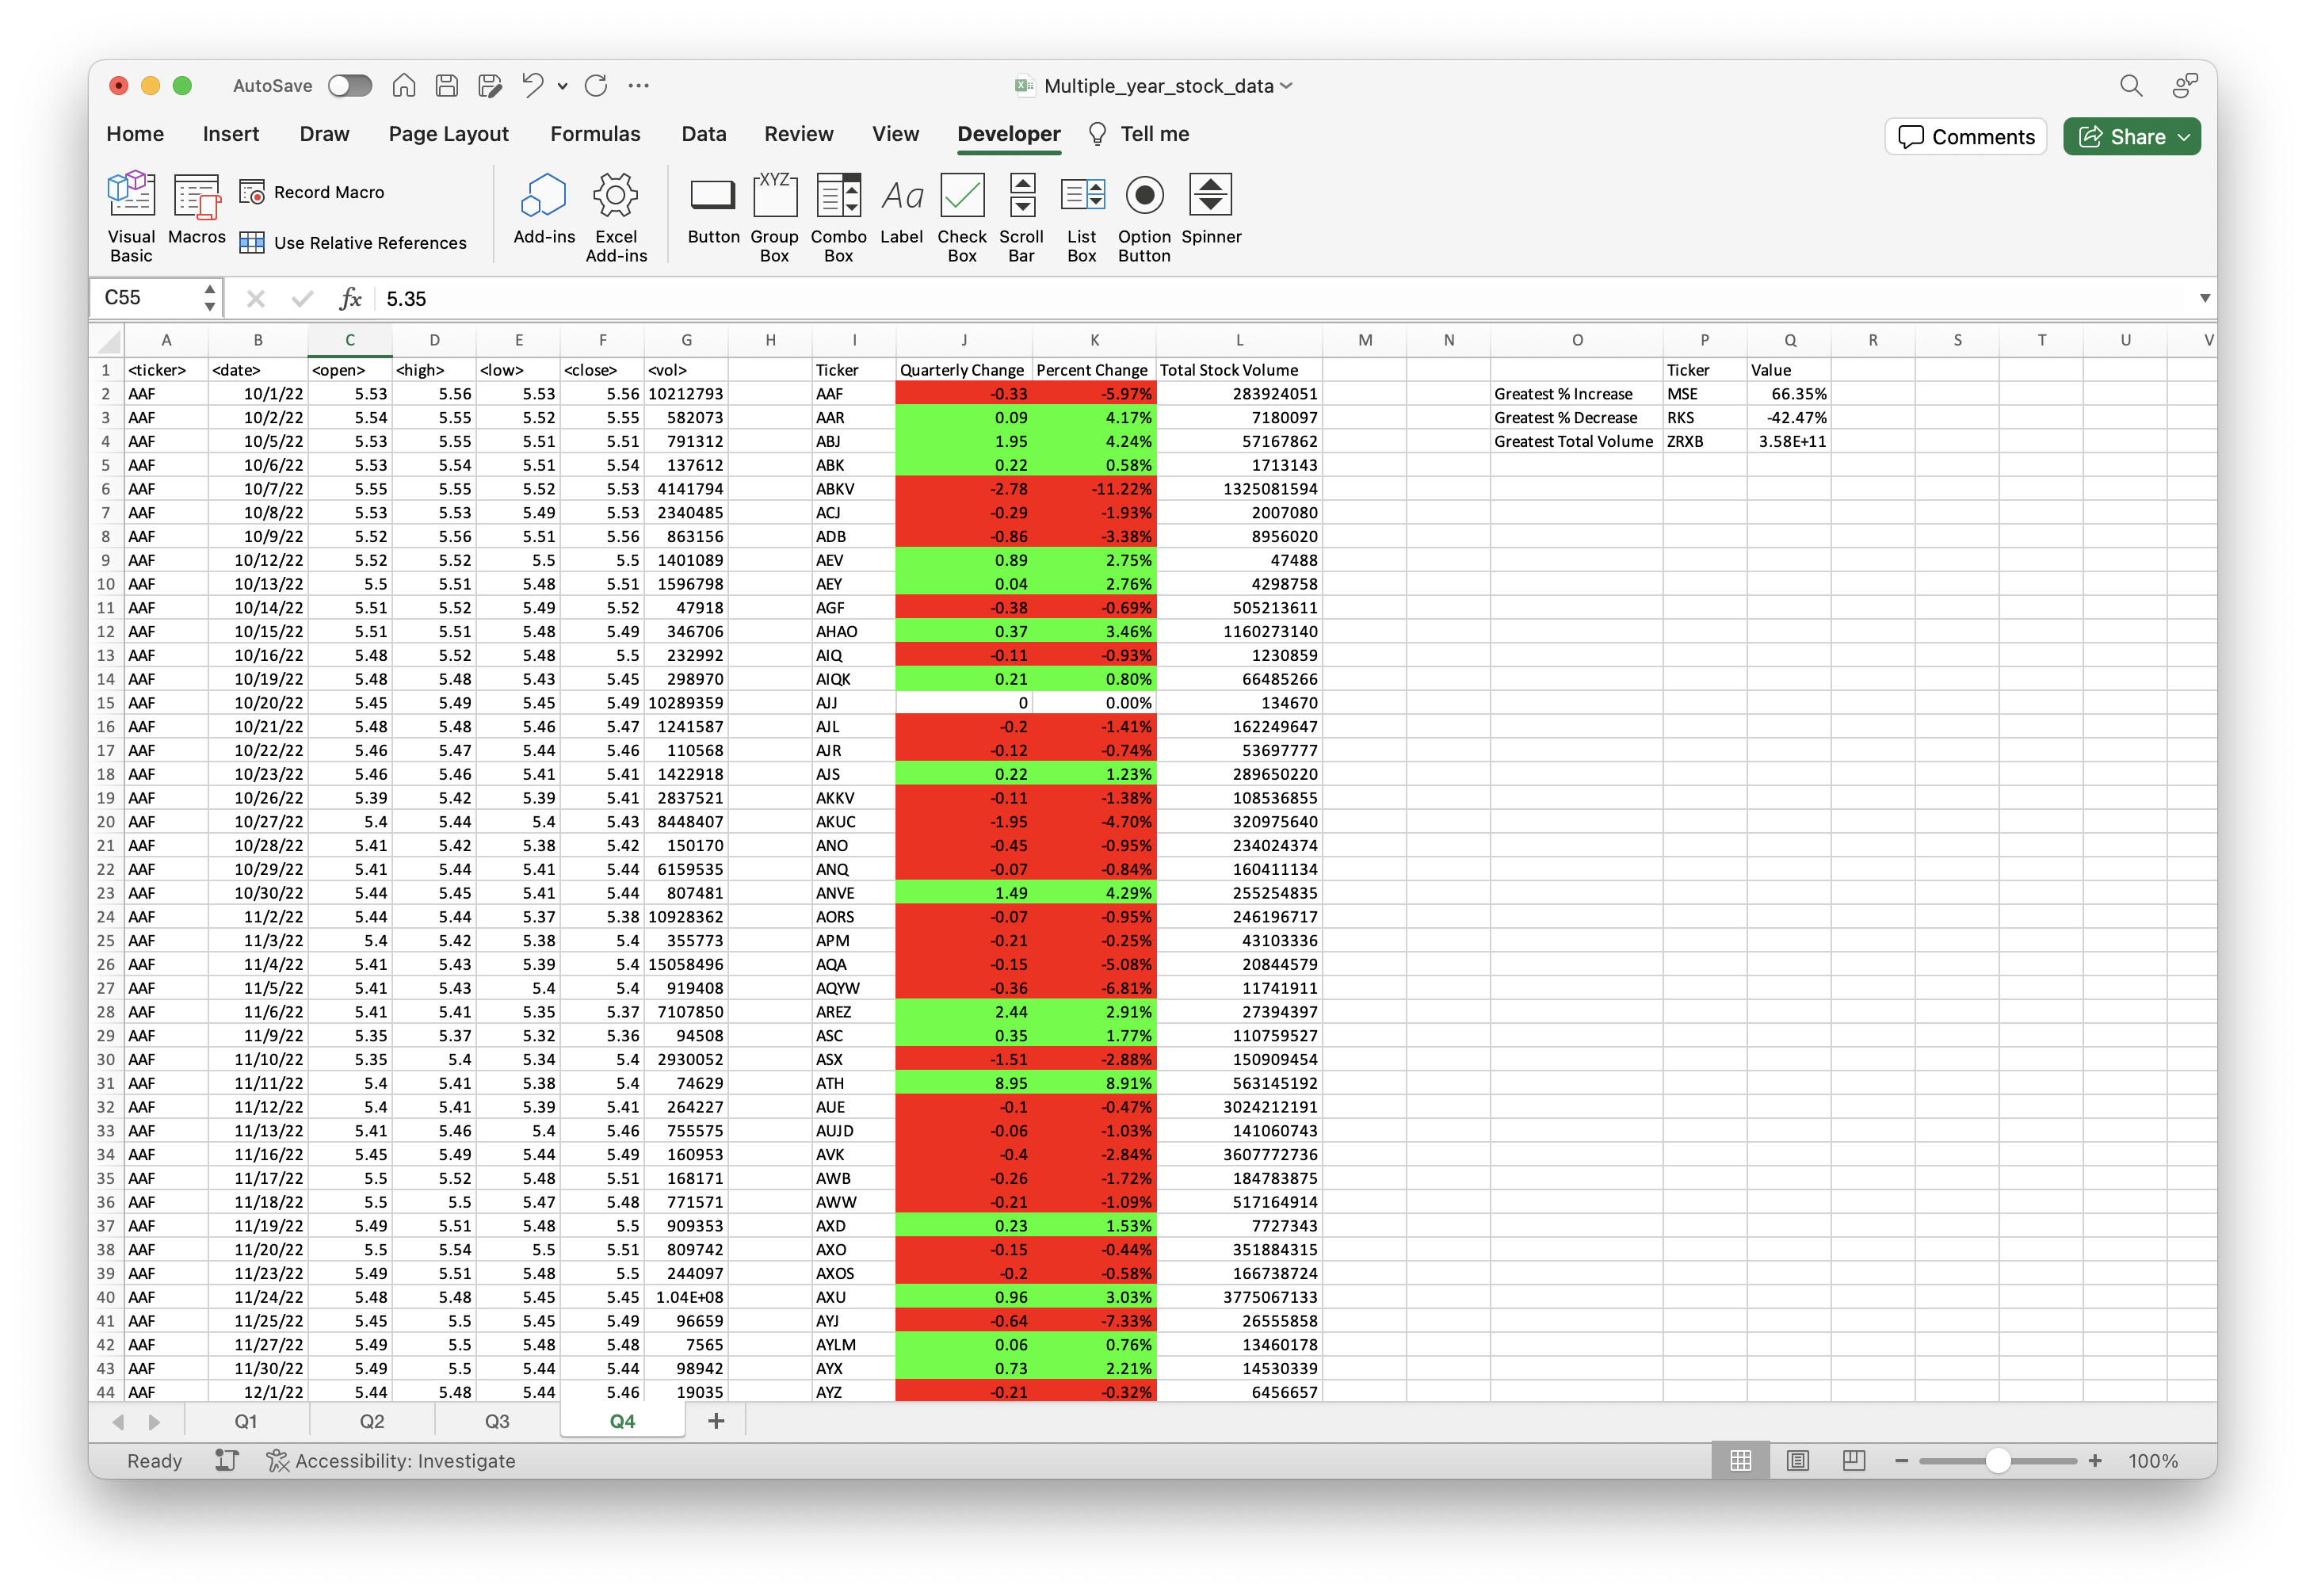 AutoSave Multiple_year_stock_data
Home Insert Draw Page Layout Formulas Data Review View Developer Tell me Comments Share
Visual Basic Macros Record Macro Use Relative References Add-ins Excel Add-ins Button Group Box Combo Box Label Check Box Scroll Bar List Box Option Button Spinner
XYZ Aa
C55 fx 5.35
A B C D E F G H I J K L M N O P Q R S T U V
1 <ticker> <date> <open> <high> <low> <close> <vol> Ticker Quarterly Change Percent Change Total Stock Volume Ticker Value
2 AAF 10/1/22 5.53 5.56 5.53 5.56 10212793 AAF -0.33 -5.97% 283924051 Greatest % Increase MSE 66.35%
3 AAF 10/2/22 5.54 5.55 5.52 5.55 582073 AAR 0.09 4.17% 7180097 Greatest % Decrease RKS -42.47%
4 AAF 10/5/22 5.53 5.55 5.51 5.51 791312 ABJ 1.95 4.24% 57167862 Greatest Total Volume ZRXB 3.58E+11
5 AAF 10/6/22 5.53 5.54 5.51 5.54 137612 ABK 0.22 0.58% 1713143
6 AAF 10/7/22 5.55 5.55 5.52 5.53 4141794 ABKV -2.78 -11.22% 1325081594
7 AAF 10/8/22 5.53 5.53 5.49 5.53 2340485 ACJ -0.29 -1.93% 2007080
8 AAF 10/9/22 5.52 5.56 5.51 5.56 863156 ADB -0.86 -3.38% 8956020
9 AAF 10/12/22 5.52 5.52 5.5 5.5 1401089 AEV 0.89 2.75% 47488
10 AAF 10/13/22 5.5 5.51 5.48 5.51 1596798 AEY 0.04 2.76% 4298758
11 AAF 10/14/22 5.51 5.52 5.49 5.52 47918 AGF -0.38 -0.69% 505213611
12 AAF 10/15/22 5.51 5.51 5.48 5.49 346706 AHAO 0.37 3.46% 1160273140
13 AAF 10/16/22 5.48 5.52 5.48 5.5 232992 AIQ -0.11 -0.93% 1230859
14 AAF 10/19/22 5.48 5.48 5.43 5.45 298970 AIQK 0.21 0.80% 66485266
15 AAF 10/20/22 5.45 5.49 5.45 5.49 10289359 AJJ 0 0.00% 134670
16 AAF 10/21/22 5.48 5.48 5.46 5.47 1241587 AJL -0.2 -1.41% 162249647
17 AAF 10/22/22 5.46 5.47 5.44 5.46 110568 AJR -0.12 -0.74% 53697777
18 AAF 10/23/22 5.46 5.46 5.41 5.41 1422918 AJS 0.22 1.23% 289650220
19 AAF 10/26/22 5.39 5.42 5.39 5.41 2837521 AKKV -0.11 -1.38% 108536855
20 AAF 10/27/22 5.4 5.44 5.4 5.43 8448407 AKUC -1.95 -4.70% 320975640
21 AAF 10/28/22 5.41 5.42 5.38 5.42 150170 ANO -0.45 -0.95% 234024374
22 AAF 10/29/22 5.41 5.44 5.41 5.44 6159535 ANQ -0.07 -0.84% 160411134
23 AAF 10/30/22 5.44 5.45 5.41 5.44 807481 ANVE 1.49 4.29% 255254835
24 AAF 11/2/22 5.44 5.44 5.37 5.38 10928362 AORS -0.07 -0.95% 246196717
25 AAF 11/3/22 5.4 5.42 5.38 5.4 355773 APM -0.21 -0.25% 43103336
26 AAF 11/4/22 5.41 5.43 5.39 5.4 15058496 AQA -0.15 -5.08% 20844579
27 AAF 11/5/22 5.41 5.43 5.4 5.4 919408 AQYW -0.36 -6.81% 11741911
28 AAF 11/6/22 5.41 5.41 5.35 5.37 7107850 AREZ 2.44 2.91% 27394397
29 AAF 11/9/22 5.35 5.37 5.32 5.36 94508 ASC 0.35 1.77% 110759527
30 AAF 11/10/22 5.35 5.4 5.34 5.4 2930052 ASX -1.51 -2.88% 150909454
31 AAF 11/11/22 5.4 5.41 5.38 5.4 74629 ATH 8.95 8.91% 563145192
32 AAF 11/12/22 5.4 5.41 5.39 5.41 264227 AUE -0.1 -0.47% 3024212191
33 AAF 11/13/22 5.41 5.46 5.4 5.46 755575 AUJD -0.06 -1.03% 141060743
34 AAF 11/16/22 5.45 5.49 5.44 5.49 160953 AVK -0.4 -2.84% 3607772736
35 AAF 11/17/22 5.5 5.52 5.48 5.51 168171 AWB -0.26 -1.72% 184783875
36 AAF 11/18/22 5.5 5.5 5.47 5.48 771571 AWW -0.21 -1.09% 517164914
37 AAF 11/19/22 5.49 5.51 5.48 5.5 909353 AXD 0.23 1.53% 7727343
38 AAF 11/20/22 5.5 5.54 5.5 5.51 809742 AXO -0.15 -0.44% 351884315
39 AAF 11/23/22 5.49 5.51 5.48 5.5 244097 AXOS -0.2 -0.58% 166738724
40 AAF 11/24/22 5.48 5.48 5.45 5.45 1.04E+08 AXU 0.96 3.03% 3775067133
41 AAF 11/25/22 5.45 5.5 5.45 5.49 96659 AYJ -0.64 -7.33% 26555858
42 AAF 11/27/22 5.49 5.5 5.48 5.48 7565 AYLM 0.06 0.76% 13460178
43 AAF 11/30/22 5.49 5.5 5.44 5.44 98942 AYX 0.73 2.21% 14530339
44 AAF 12/1/22 5.44 5.48 5.44 5.46 19035 AYZ -0.21 -0.32% 6456657
Q1 Q2 Q3 Q4 +
Ready Accessibility: Investigate 100%